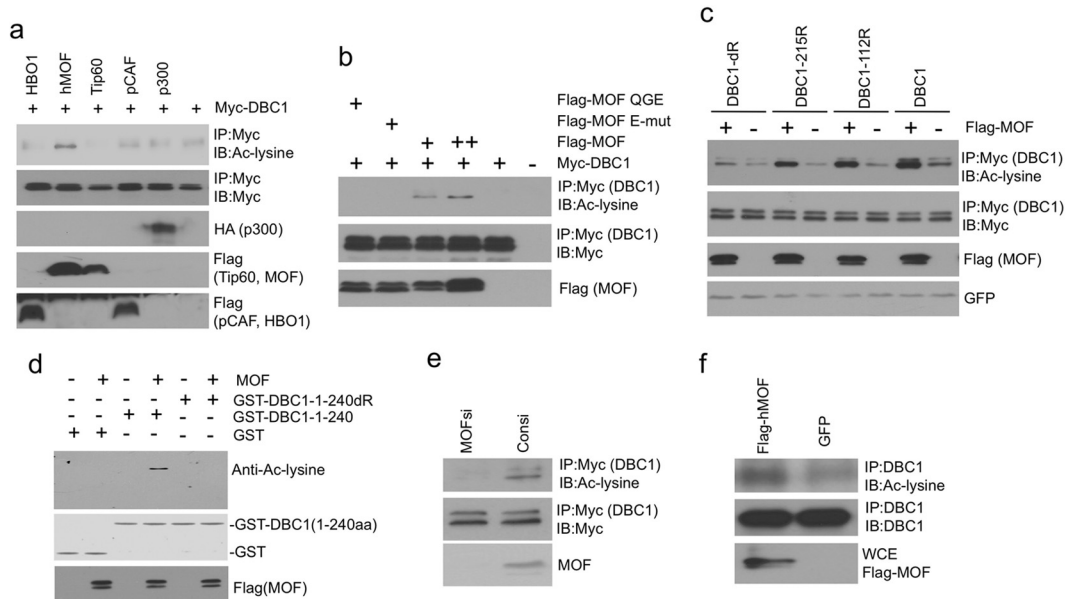 a
HBO1 hMOF Tip60 pCAF p300
+ + + + + + Myc-DBC1
IP:Myc
IB:Ac-lysine
IP:Myc
IB:Myc
HA (p300)
Flag
(Tip60, MOF)
Flag
(pCAF, HBO1)
b
+ Flag-MOF QGE
+ Flag-MOF E-mut
+ ++ Flag-MOF
+ + + + + - Myc-DBC1
IP:Myc (DBC1)
IB:Ac-lysine
IP:Myc (DBC1)
IB:Myc
Flag (MOF)
c
DBC1-dR DBC1-215R DBC1-112R DBC1
+ - + - + - + - Flag-MOF
IP:Myc (DBC1)
IB:Ac-lysine
IP:Myc (DBC1)
IB:Myc
Flag (MOF)
GFP
d
- + - + - + MOF
- - - - + + GST-DBC1-1-240dR
- - + + - - GST-DBC1-1-240
+ + - - - - GST
Anti-Ac-lysine
-GST-DBC1(1-240aa)
-GST
Flag(MOF)
e
MOFsi Consi
IP:Myc (DBC1)
IB:Ac-lysine
IP:Myc (DBC1)
IB:Myc
MOF
f
Flag-hMOF GFP
IP:DBC1
IB:Ac-lysine
IP:DBC1
IB:DBC1
WCE
Flag-MOF